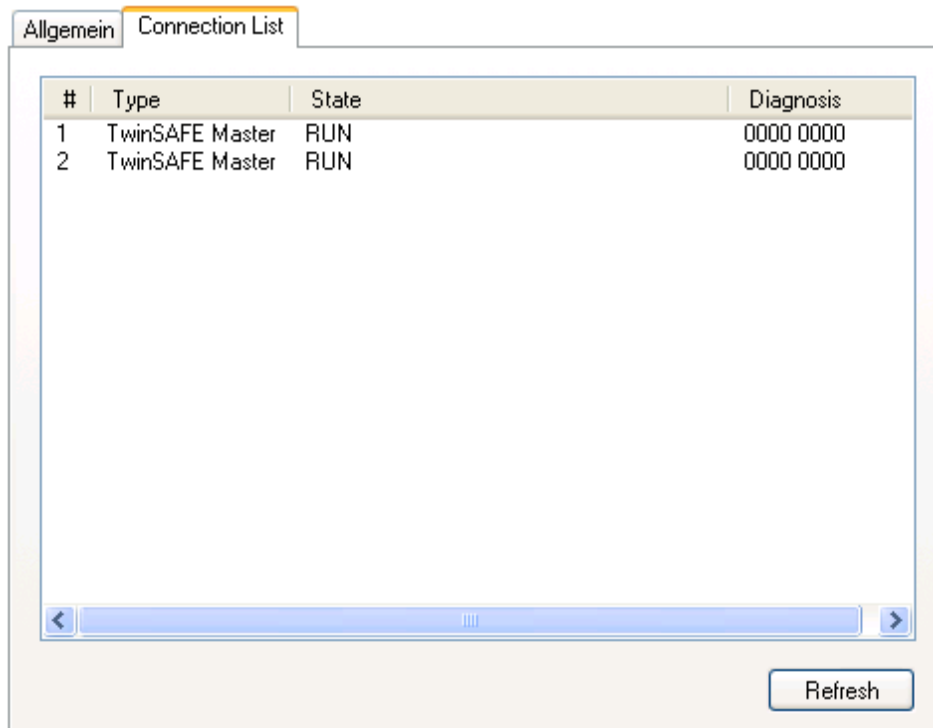 Allgemein Connection List
# Type State Diagnosis
1 TwinSAFE Master RUN 0000 0000
2 TwinSAFE Master RUN 0000 0000
Refresh